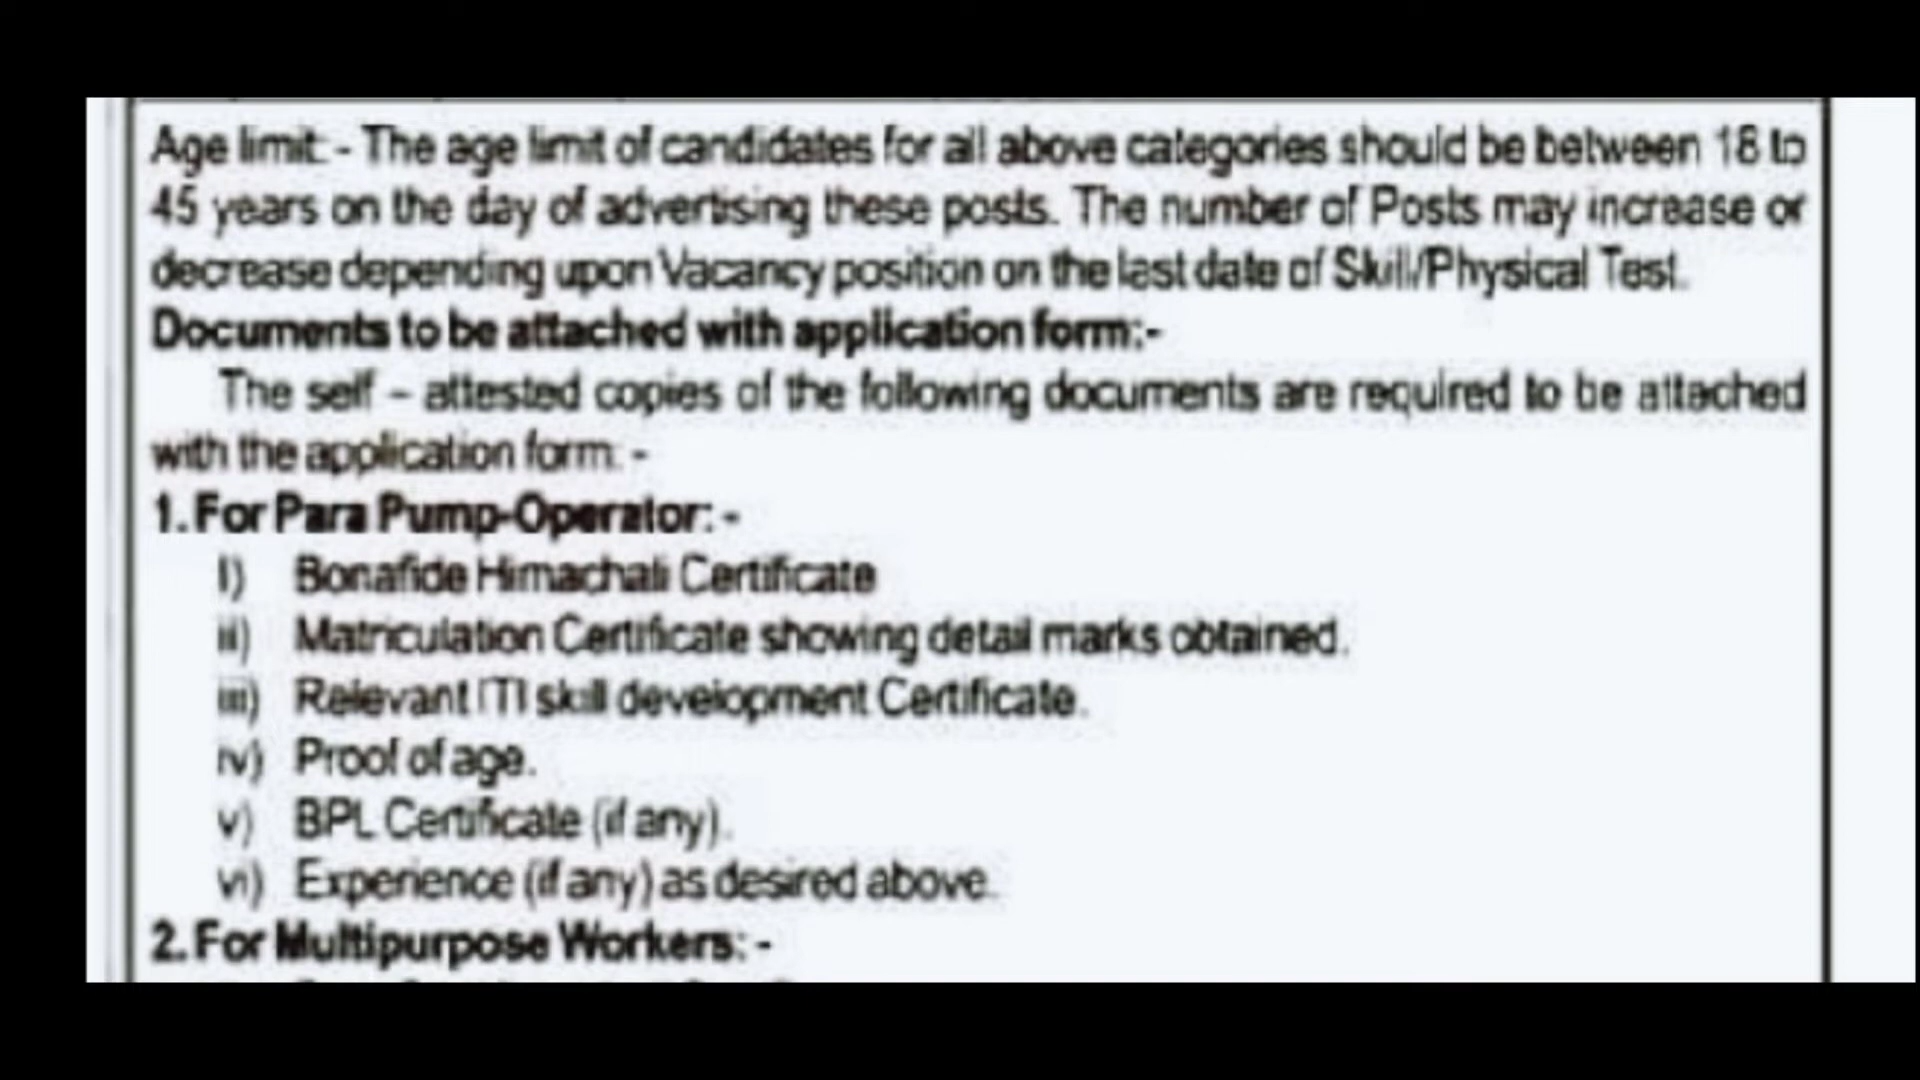 Age limit: - The age limit of candidates for all above categories should be between 18 to
45 years on the day of advertising these posts. The number of Posts may increase or
decrease depending upon Vacancy position on the last date of Skill/Physical Test.
Documents to be attached with application form:-
The self – attested copies of the following documents are required to be attached
with the application form: -
1. For Para Pump-Operator: -
i) Bonafide Himachali Certificate
ii) Matriculation Certificate showing detail marks obtained.
iii) Relevant ITI skill development Certificate.
iv) Proof of age.
v) BPL Certificate (if any).
vi) Experience (if any) as desired above.
2. For Multipurpose Workers: -